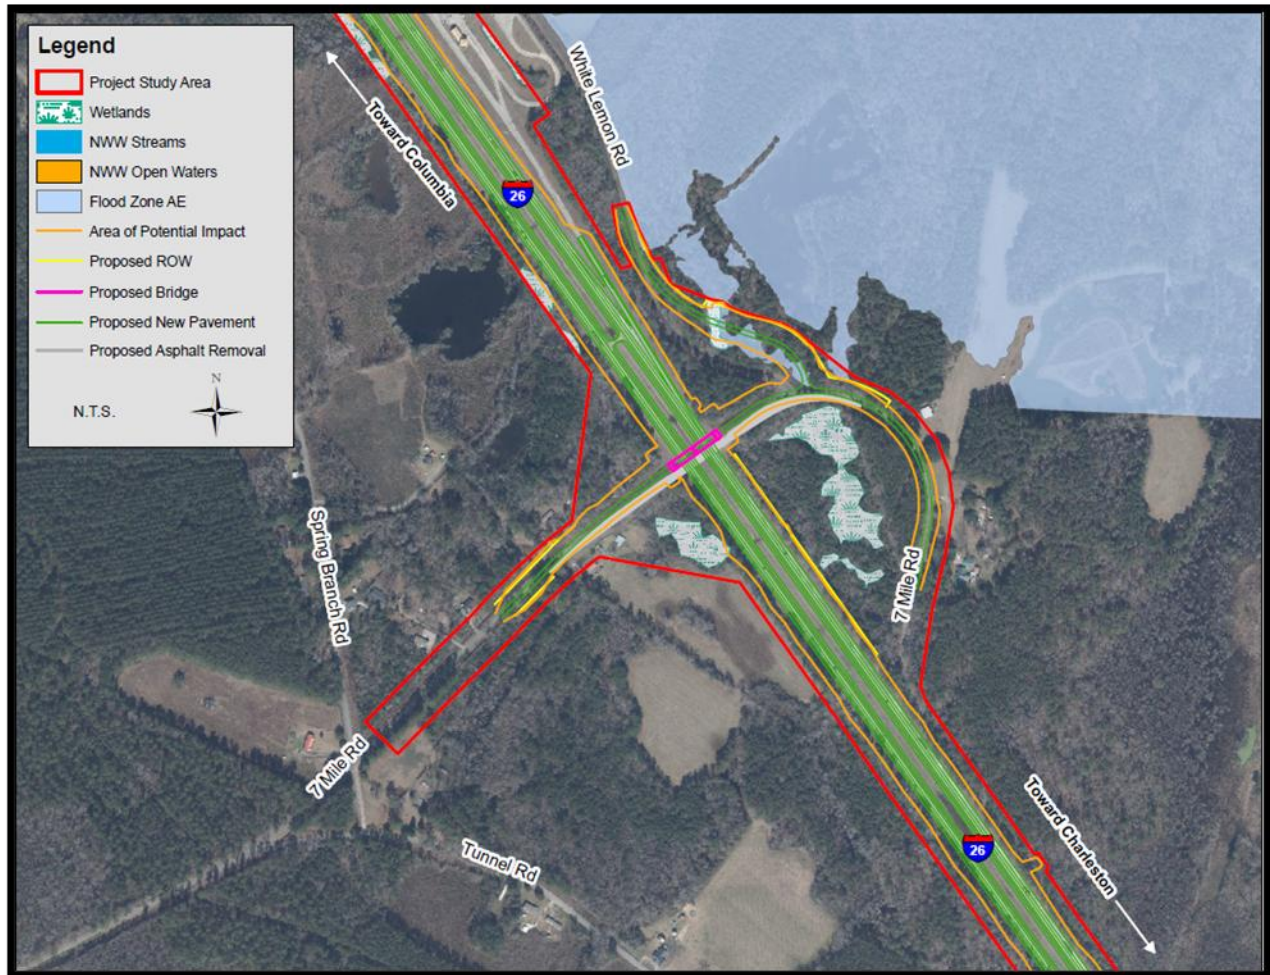 Legend
Project Study Area
Wetlands
NWW Streams
NWW Open Waters
Flood Zone AE
Area of Potential Impact
Proposed ROW
Proposed Bridge
Proposed New Pavement
Proposed Asphalt Removal
N
N.T.S.
White Lemon Rd
Toward Columbia
26
Spring Branch Rd
7 Mile Rd
7 Mile Rd
Tunnel Rd
26
Toward Charleston